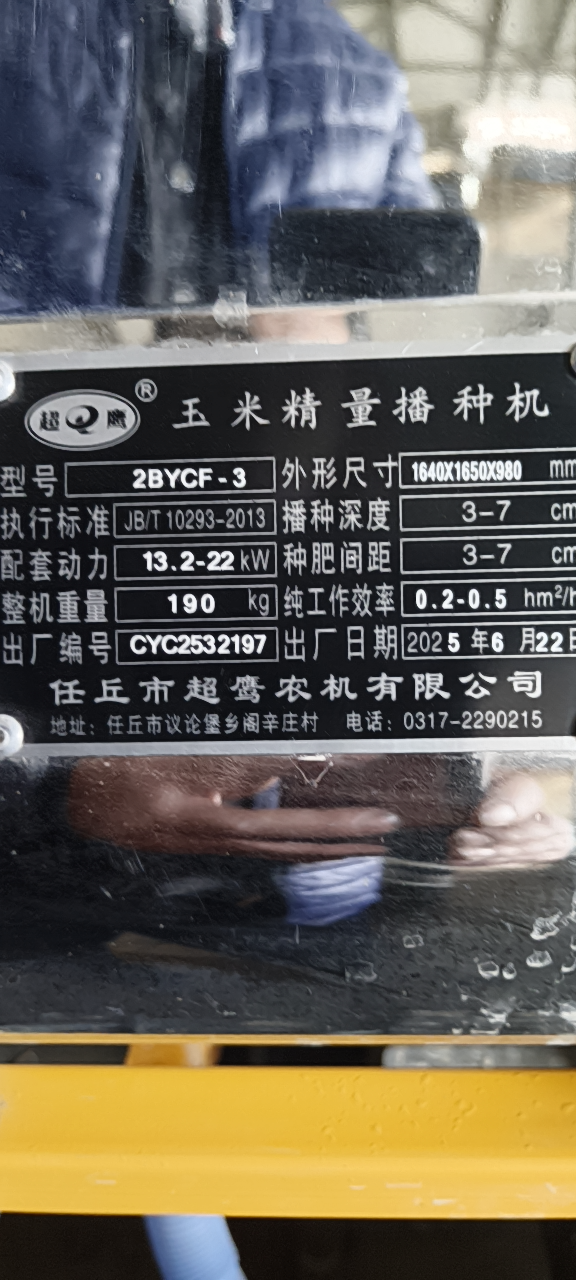 超鹰 ® 玉米精量播种机
型号 2BYCF-3 外形尺寸 1640X1650X980 mm
执行标准 JB/T 10293-2013 播种深度 3-7 cm
配套动力 13.2-22 kW 种肥间距 3-7 cm
整机重量 190 kg 纯工作效率 0.2-0.5 hm²/h
出厂编号 CYC2532197 出厂日期 2025年6月22日
任丘市超鹰农机有限公司
地址：任丘市议论堡乡阁辛庄村 电话：0317-2290215